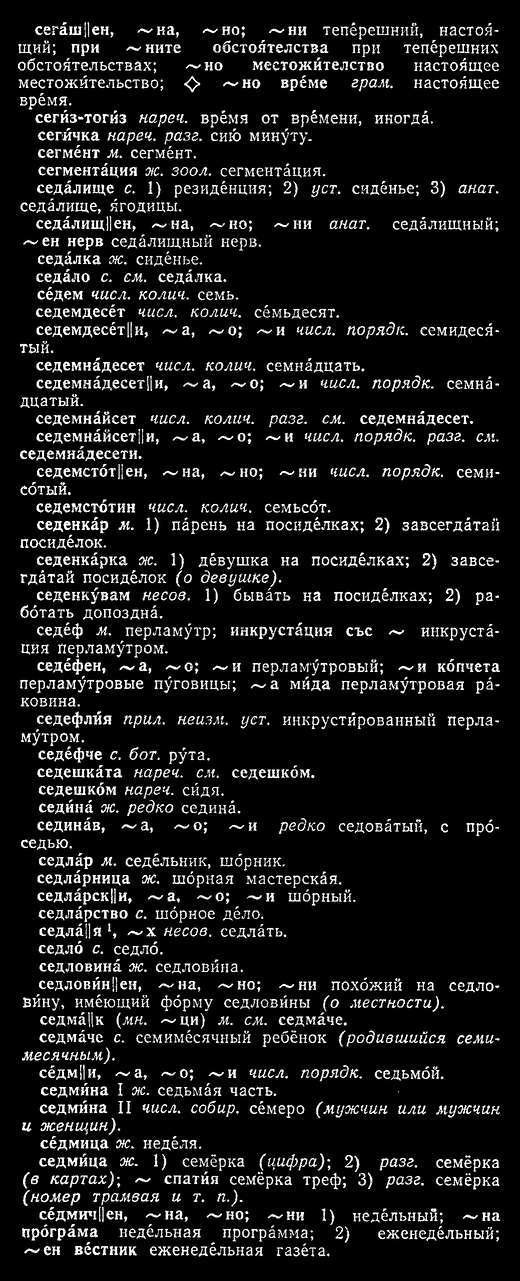 сега́ш||ен, ~на, ~но; ~ни тепе́решний, настоя́-
щий; при ~ните обстоя́телства при тепе́решних
обстоя́тельствах; ~но местожи́телство настоя́щее
местожи́тельство; ◇ ~но вре́ме грам. настоя́щее
вре́мя.
сеги́з-тоги́з нареч. вре́мя от вре́мени, иногда́.
сеги́чка нареч. разг. сию́ мину́ту.
сегме́нт м. сегме́нт.
сегмента́ция ж. зоол. сегмента́ция.
седа́лище с. 1) резиде́нция; 2) уст. сиде́нье; 3) анат.
седа́лище, я́годицы.
седа́лищ||ен, ~на, ~но; ~ни анат. седа́лищный;
~ен нерв седа́лищный нерв.
седа́лка ж. сиде́нье.
седа́ло с. см. седа́лка.
се́дем числ. колич. семь.
седемдесе́т числ. колич. се́мьдесят.
седемдесе́т||и, ~а, ~о; ~и числ. порядк. семидеся́-
тый.
седемна́десет числ. колич. семна́дцать.
седемна́десет||и, ~а, ~о; ~и числ. порядк. семна́-
дцатый.
седемна́йсет числ. колич. разг. см. седемна́десет.
седемна́йсет||и, ~а, ~о; ~и числ. порядк. разг. см.
седемна́десети.
седемсто́т||ен, ~на, ~но; ~ни числ. порядк. семи-
со́тый.
седемсто́тин числ. колич. семьсо́т.
седенка́р м. 1) па́рень на посиде́лках; 2) завсегда́тай
посиде́лок.
седенка́рка ж. 1) де́вушка на посиде́лках; 2) завсе-
гда́тай посиде́лок (о девушке).
седенку́вам несов. 1) быва́ть на посиде́лках; 2) ра-
бо́тать допоздна́.
седе́ф м. перламу́тр; инкруста́ция със ~ инкруста́-
ция перламу́тром.
седе́фен, ~а, ~о; ~и перламу́тровый; ~и ко́пчета
перламу́тровые пу́говицы; ~а ми́да перламу́тровая ра́-
ковина.
седефли́я прил. неизм. уст. инкрусти́рованный перла-
му́тром.
седе́фче с. бот. ру́та.
седешка́та нареч. см. седешко́м.
седешко́м нареч. си́дя.
седи́на́ ж. редко седина́.
седина́в, ~а, ~о; ~и редко седова́тый, с про́-
седью.
седла́р м. седе́льник, шо́рник.
седла́рница ж. шо́рная мастерска́я.
седла́рск||и, ~а, ~о; ~и шо́рный.
седла́рство с. шо́рное де́ло.
седла́||я ¹, ~х несов. седла́ть.
седло́ с. седло́.
седловина́ ж. седлови́на.
седлови́н||ен, ~на, ~но; ~ни похо́жий на седло-
ви́ну, име́ющий фо́рму седлови́ны (о местности).
седма́||к (мн. ~ци) м. см. седма́че.
седма́че с. семиме́сячный ребёнок (родившийся семи-
месячным).
се́дм||и, ~а, ~о; ~и числ. порядк. седьмо́й.
седмина́ I ж. седьма́я часть.
седми́на II числ. собир. се́меро (мужчин или мужчин
и женщин).
се́дмица ж. неде́ля.
седми́ца ж. 1) семёрка (цифра); 2) разг. семёрка
(в картах); ~ спати́я семёрка треф; 3) разг. семёрка
(номер трамвая и т. п.).
се́дмич||ен, ~на, ~но; ~ни 1) неде́льный; ~на
програ́ма неде́льная програ́мма; 2) еженеде́льный;
~ен ве́стник еженеде́льная газе́та.